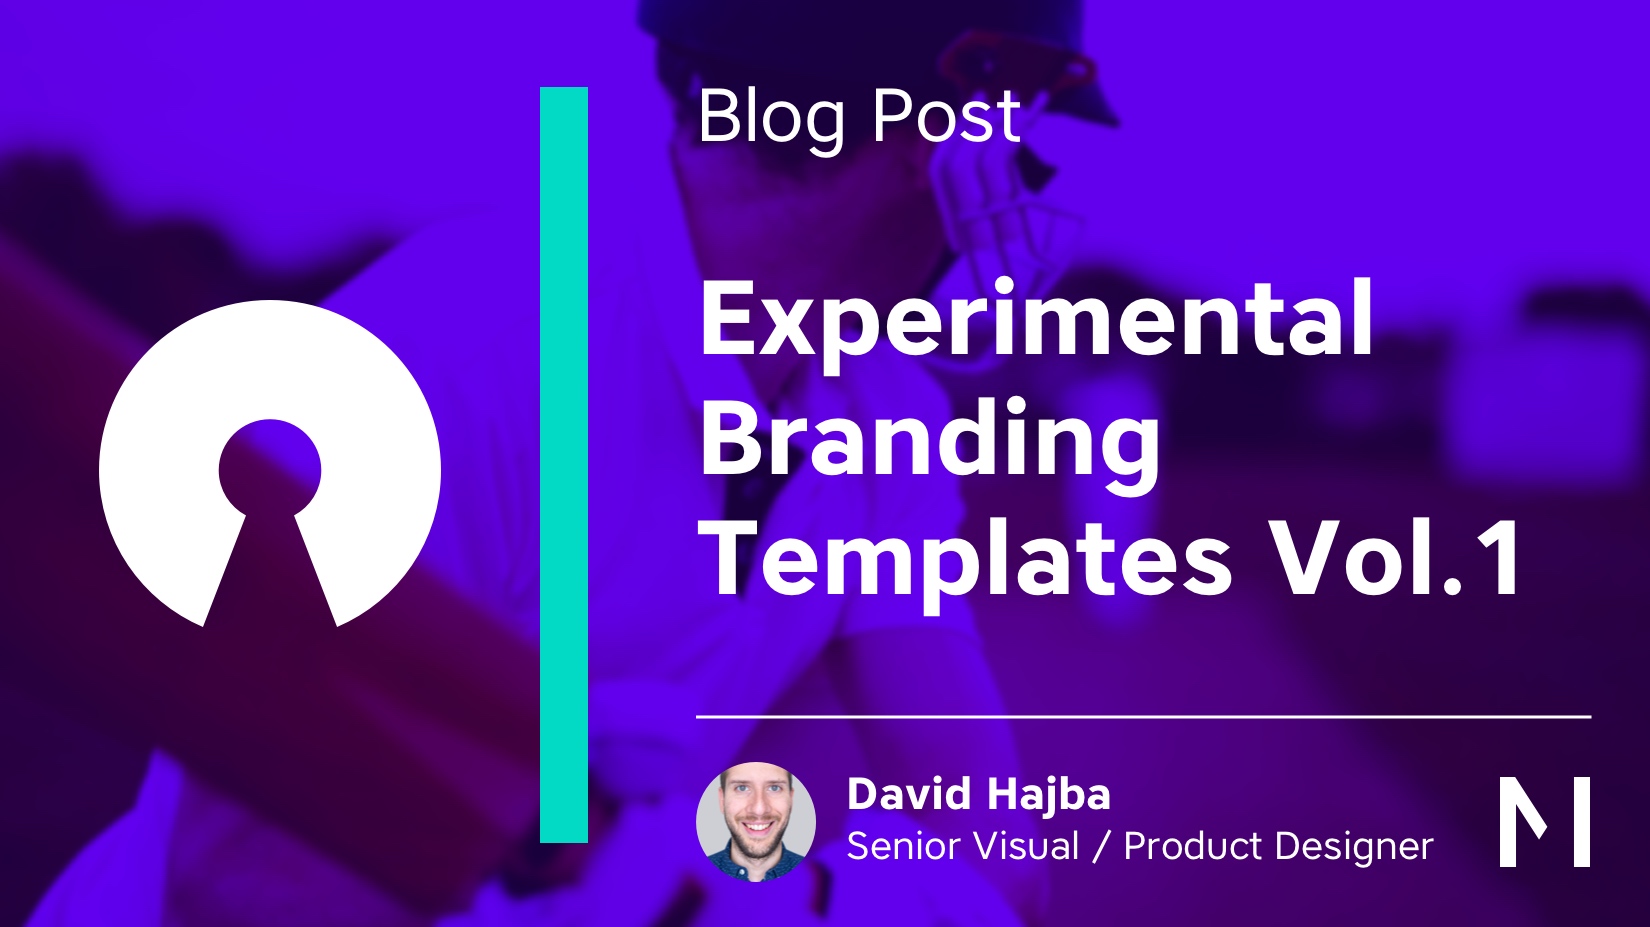 Blog Post
Experimental
Branding
Templates Vol.1
David Hajba
Senior Visual / Product Designer